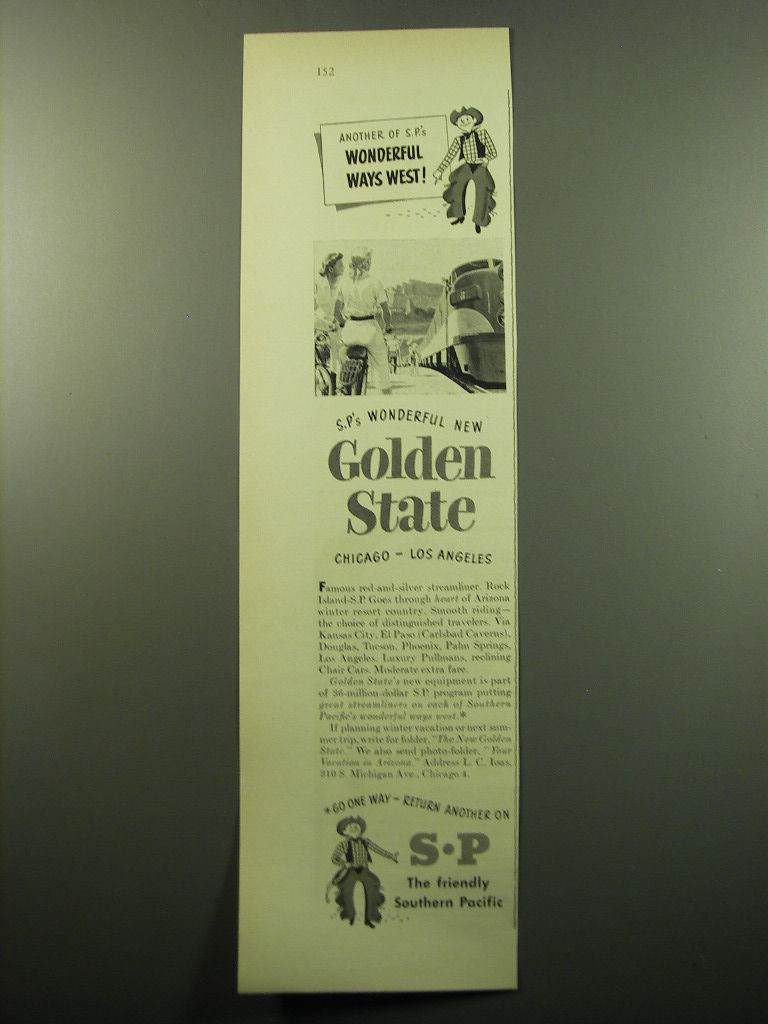 152
ANOTHER OF S.P.'s
WONDERFUL
WAYS WEST!
S.P.'s WONDERFUL NEW
Golden
State
CHICAGO – LOS ANGELES
Famous red-and-silver streamliner. Rock
Island-S.P. Goes through heart of Arizona
winter resort country. Smooth riding—
the choice of distinguished travelers. Via
Kansas City, El Paso (Carlsbad Caverns),
Douglas, Tucson, Phoenix, Palm Springs,
Los Angeles. Luxury Pullmans, reclining
Chair Cars. Moderate extra fare.
Golden State's new equipment is part
of 36-million-dollar S.P. program putting
great streamliners on each of Southern
Pacific's wonderful ways west.*
If planning winter vacation or next sum-
mer trip, write for folder, "The New Golden
State." We also send photo-folder, "Your
Vacation in Arizona." Address L. C. Ioas,
310 S. Michigan Ave., Chicago 4.
*GO ONE WAY – RETURN ANOTHER ON
S·P
The friendly
Southern Pacific